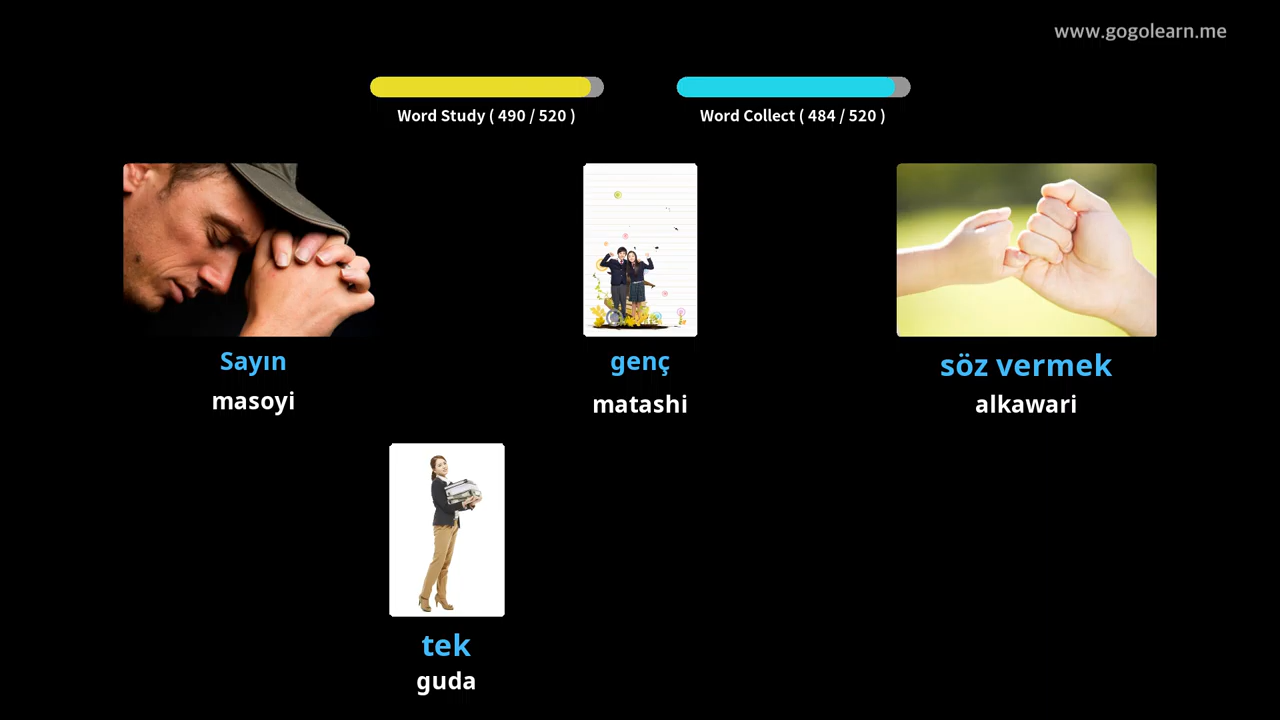 www.gogolearn.me
Word Study ( 490 / 520 )
Word Collect ( 484 / 520 )
Sayın
masoyi
genç
matashi
söz vermek
alkawari
tek
guda